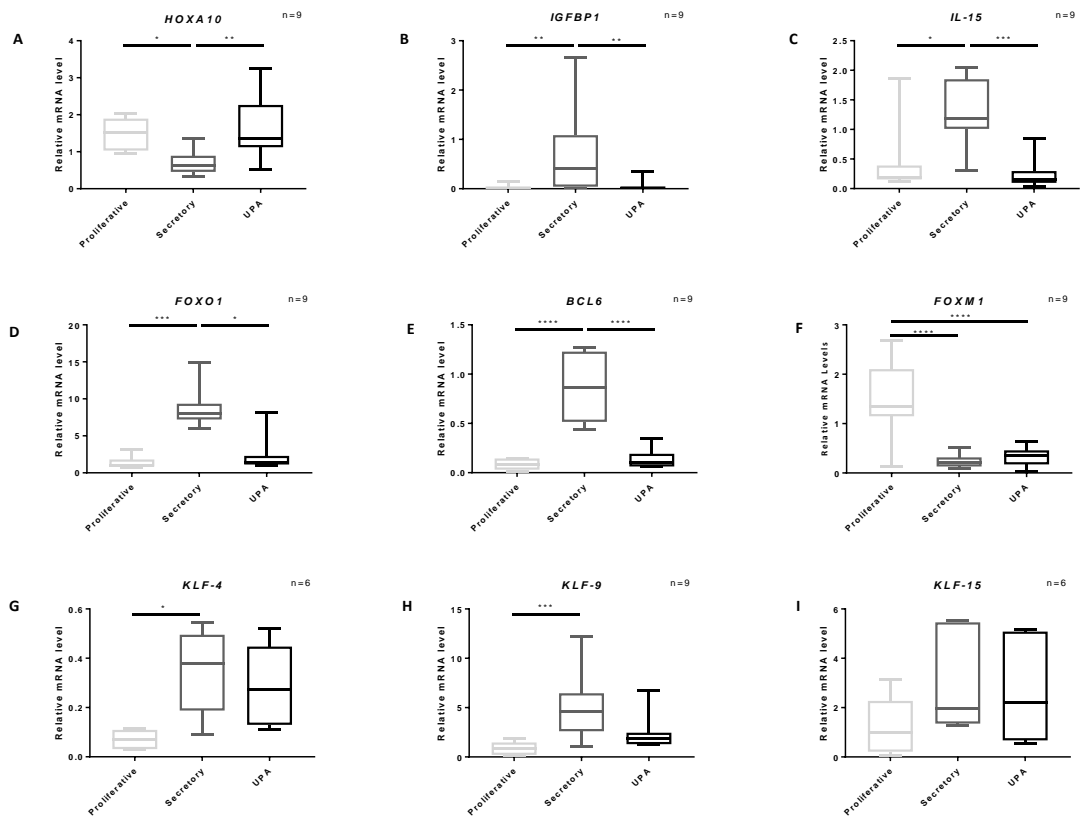 A
HOXA10
n=9
* **
Relative mRNA level
4
3
2
1
0
Proliferative
Secretory
UPA
B
IGFBP1
n=9
** **
Relative mRNA level
3
2
1
0
Proliferative
Secretory
UPA
C
IL-15
n=9
* ***
Relative mRNA level
2.5
2.0
1.5
1.0
0.5
0
Proliferative
Secretory
UPA
D
FOXO1
n=9
*** *
Relative mRNA level
20
15
10
5
0
Proliferative
Secretory
UPA
E
BCL6
n=9
**** ****
Relative mRNA level
1.5
1.0
0.5
0.0
Proliferative
Secretory
UPA
F
FOXM1
n=9
****
****
Relative mRNA Levels
3
2
1
0
Proliferative
Secretory
UPA
G
KLF-4
n=6
*
Relative mRNA level
0.6
0.4
0.2
0
Proliferative
Secretory
UPA
H
KLF-9
n=9
***
Relative mRNA level
15
10
5
0
Proliferative
Secretory
UPA
I
KLF-15
n=6
Relative mRNA level
6
4
2
0
Proliferative
Secretory
UPA